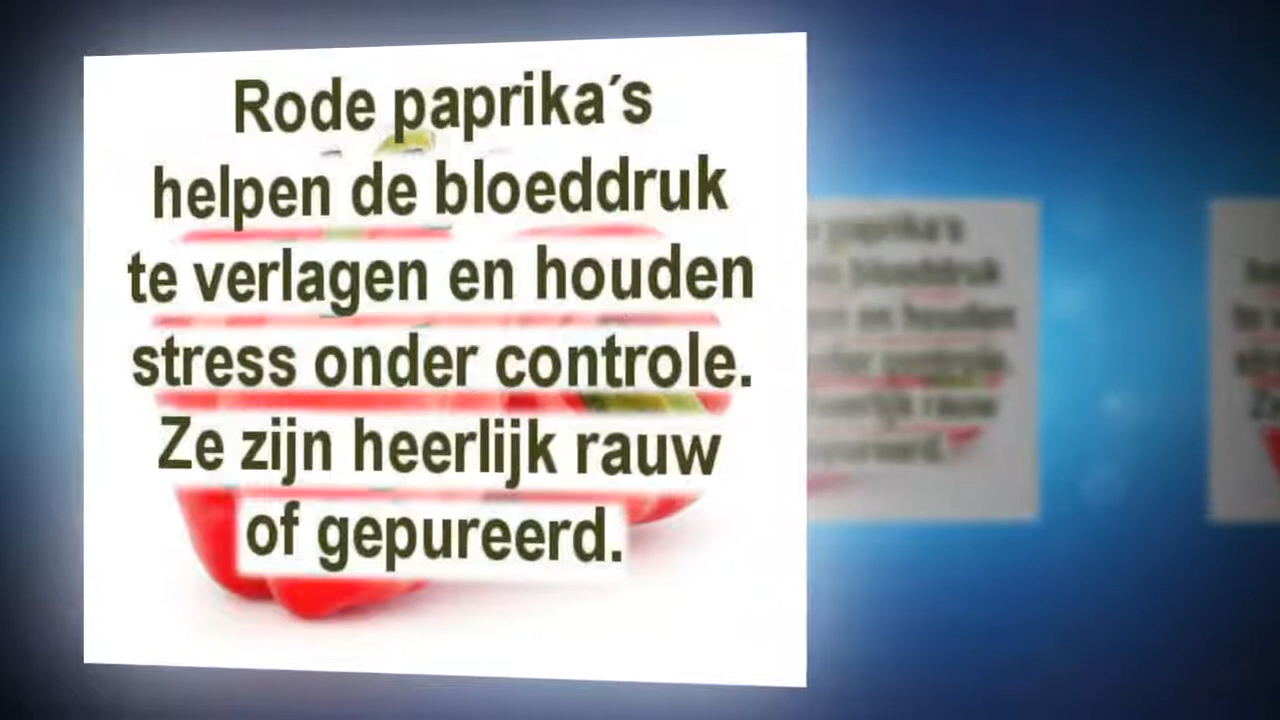 Rode paprika´s
helpen de bloeddruk
te verlagen en houden
stress onder controle.
Ze zijn heerlijk rauw
of gepureerd.